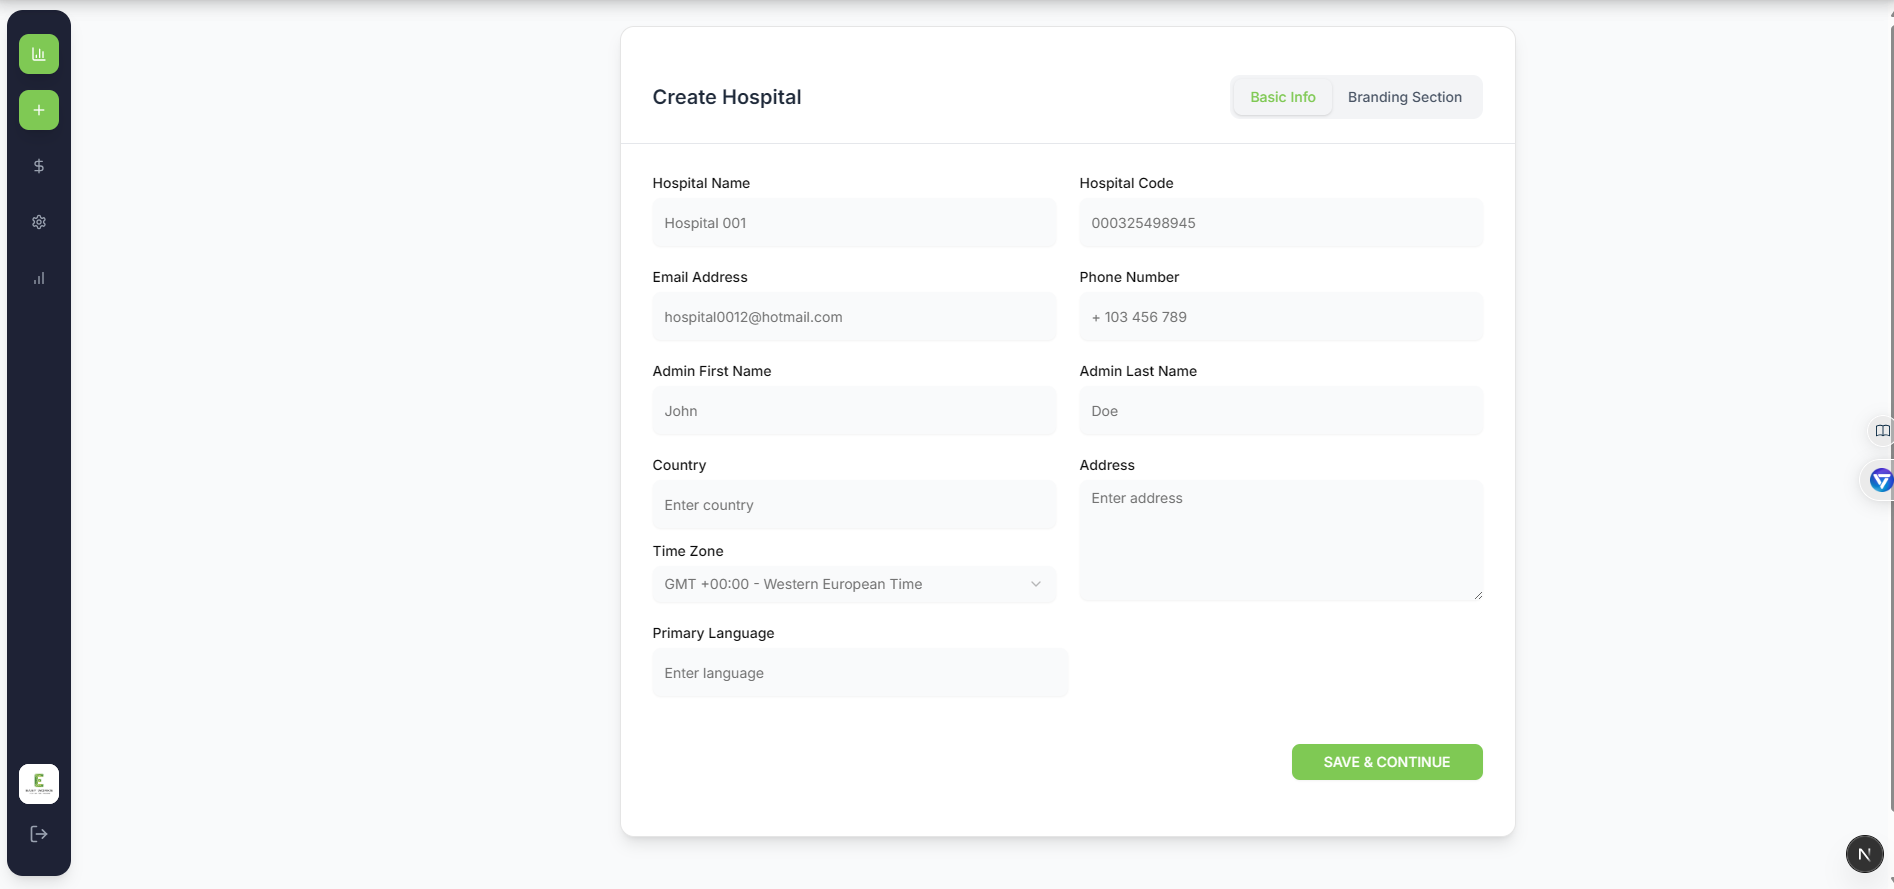 Create Hospital
Basic Info
Branding Section
Hospital Name
Hospital Code
Hospital 001
000325498945
Email Address
Phone Number
hospital0012@hotmail.com
+ 103 456 789
Admin First Name
Admin Last Name
John
Doe
Country
Address
Enter country
Enter address
Time Zone
GMT +00:00 - Western European Time
Primary Language
Enter language
SAVE & CONTINUE
E
N